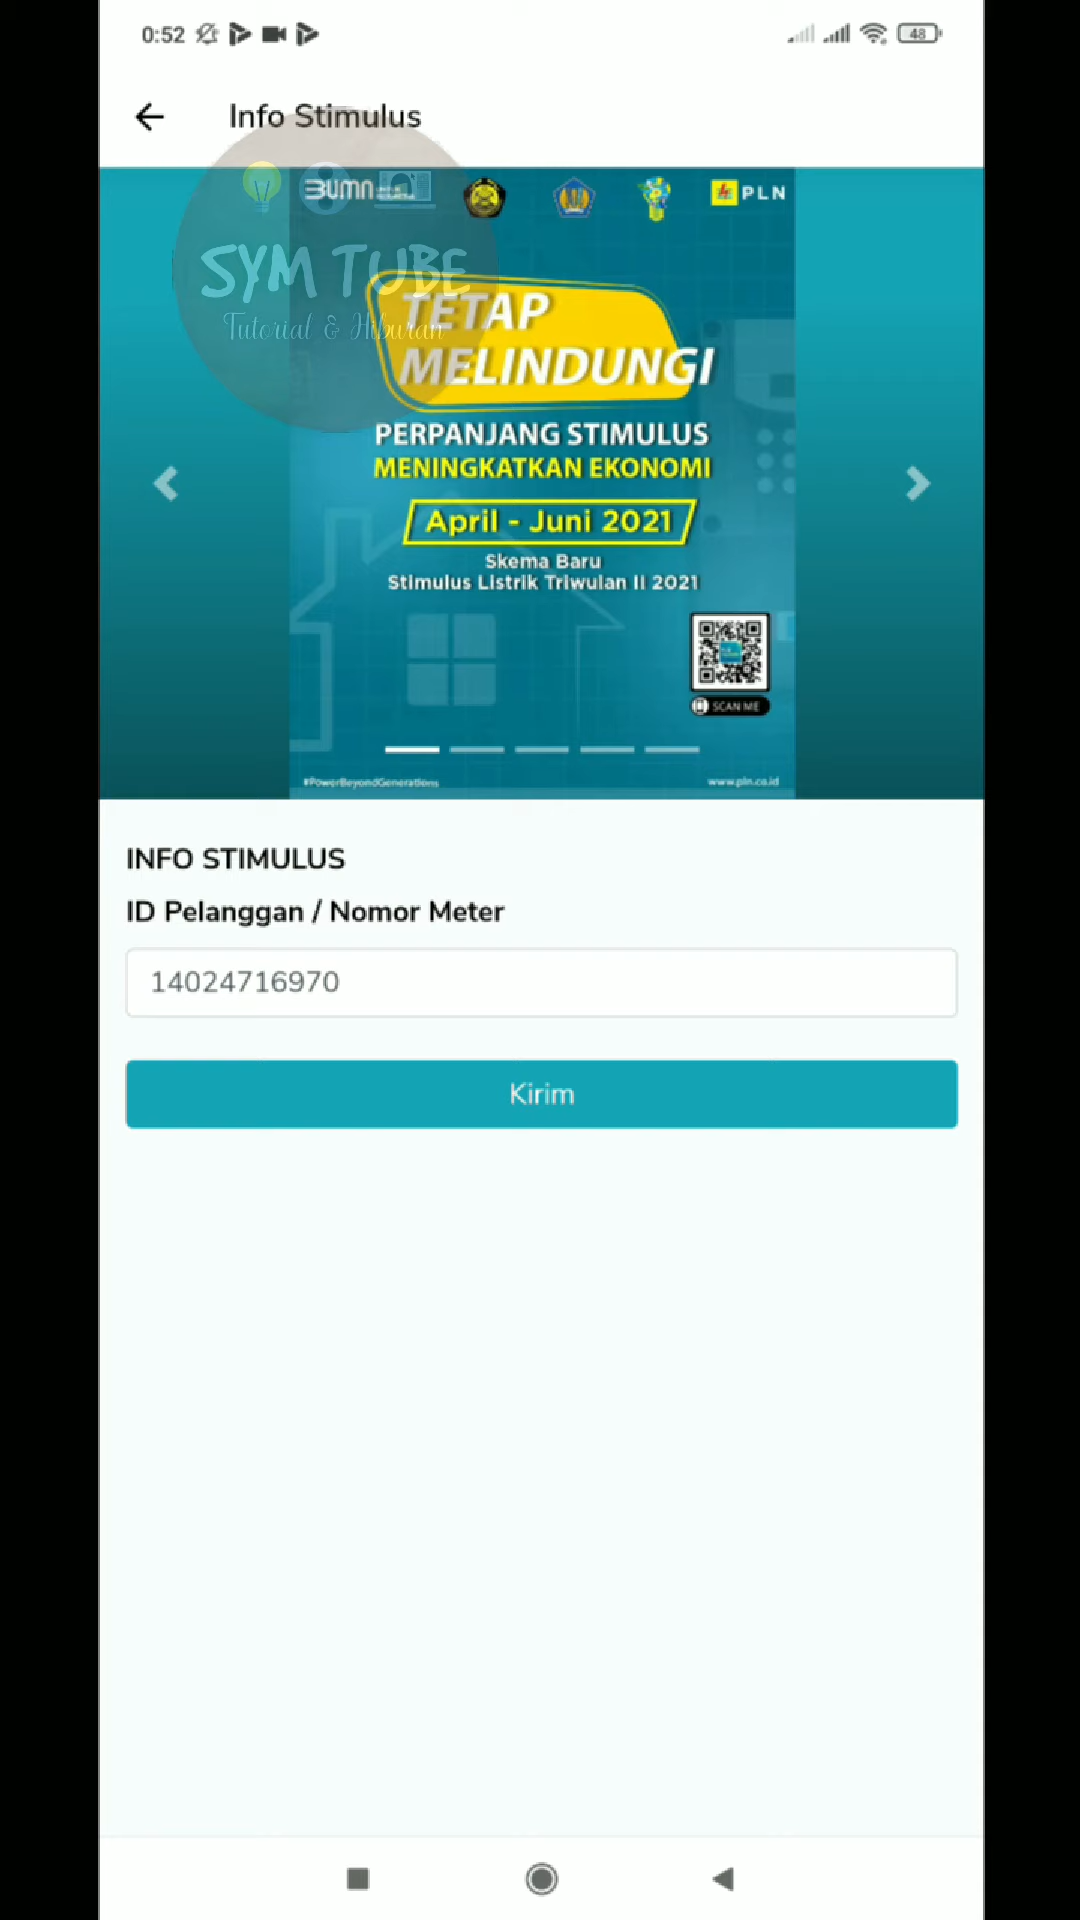 0:52
48
Info Stimulus
BUMN
PLN
SYM TUBE
Tutorial & Hiburan
TETAP
MELINDUNGI
PERPANJANG STIMULUS
MENINGKATKAN EKONOMI
April - Juni 2021
Skema Baru
Stimulus Listrik Triwulan II 2021
SCAN ME
#PowerBeyondGenerations
www.pln.co.id
INFO STIMULUS
ID Pelanggan / Nomor Meter
14024716970
Kirim